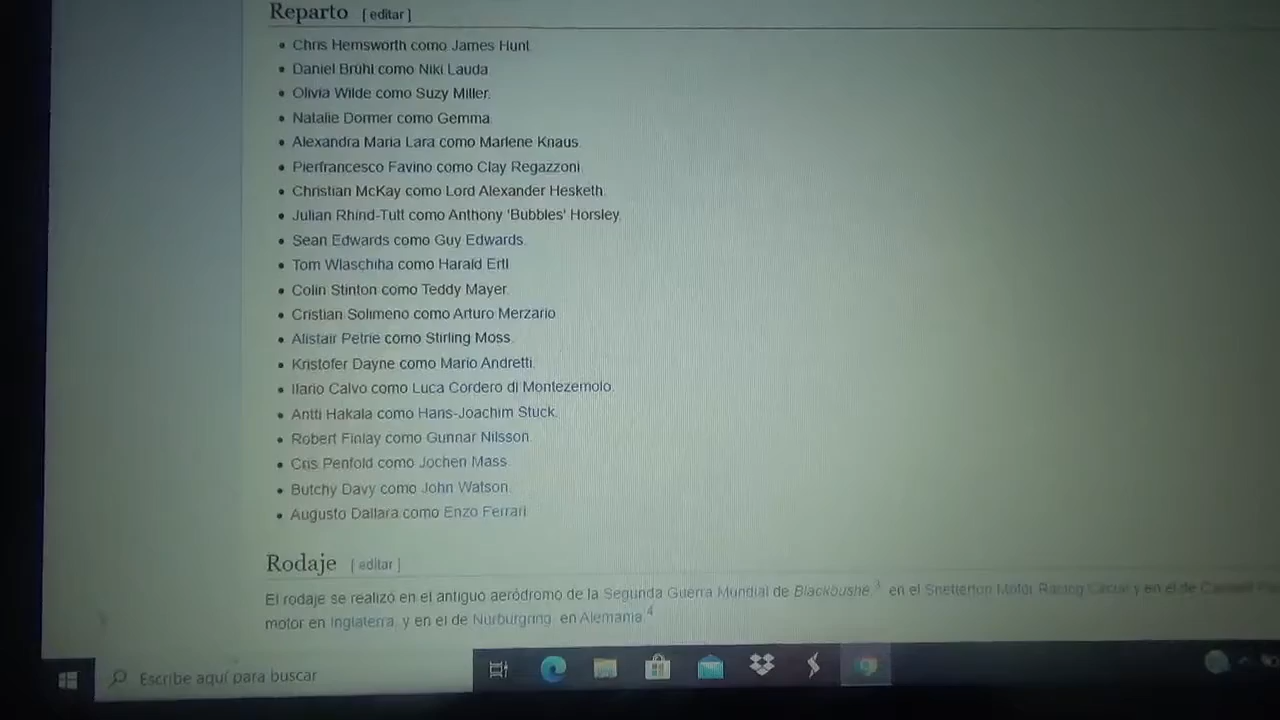 Reparto [ editar ]
• Chris Hemsworth como James Hunt.
• Daniel Brühl como Niki Lauda.
• Olivia Wilde como Suzy Miller.
• Natalie Dormer como Gemma.
• Alexandra Maria Lara como Marlene Knaus.
• Pierfrancesco Favino como Clay Regazzoni.
• Christian McKay como Lord Alexander Hesketh.
• Julian Rhind-Tutt como Anthony 'Bubbles' Horsley.
• Sean Edwards como Guy Edwards.
• Tom Wlaschiha como Harald Ertl
• Colin Stinton como Teddy Mayer.
• Cristian Solimeno como Arturo Merzario
• Alistair Petrie como Stirling Moss.
• Kristofer Dayne como Mario Andretti.
• Ilario Calvo como Luca Cordero di Montezemolo.
• Antti Hakala como Hans-Joachim Stuck.
• Robert Finlay como Gunnar Nilsson.
• Cris Penfold como Jochen Mass.
• Butchy Davy como John Watson.
• Augusto Dallara como Enzo Ferrari.
Rodaje [ editar ]
El rodaje se realizó en el antiguo aeródromo de la Segunda Guerra Mundial de Blackbushe,3 en el Snetterton Motor Racing Circuit y en el de
motor en Inglaterra, y en el de Nürburgring, en Alemania.4
Escribe aquí para buscar